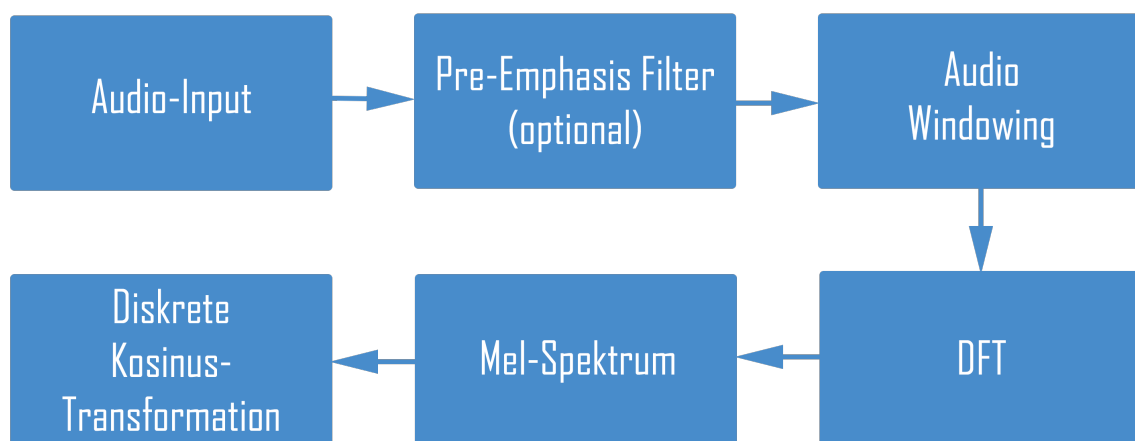 Audio-Input
Pre-Emphasis Filter
(optional)
Audio
Windowing
DFT
Mel-Spektrum
Diskrete
Kosinus-
Transformation